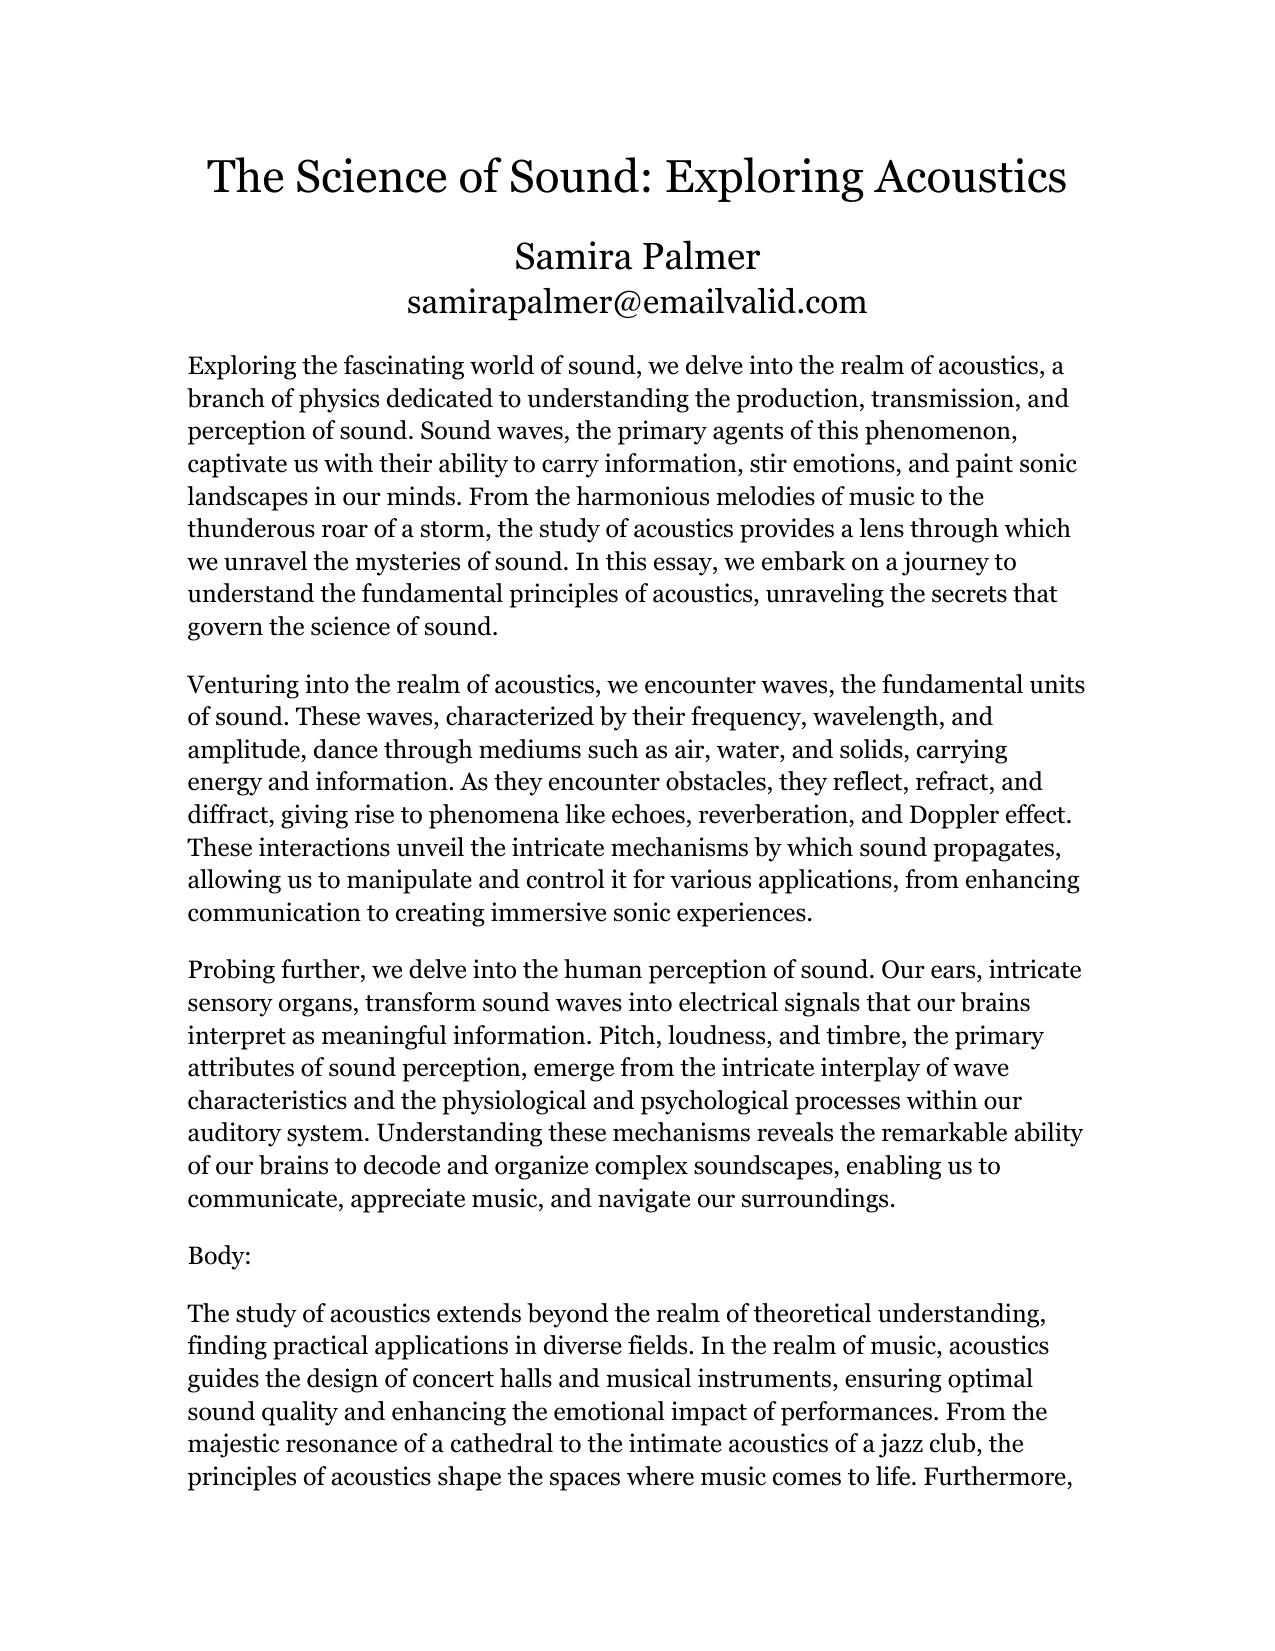 The Science of Sound: Exploring Acoustics
Samira Palmer
samirapalmer@emailvalid.com
Exploring the fascinating world of sound, we delve into the realm of acoustics, a
branch of physics dedicated to understanding the production, transmission, and
perception of sound. Sound waves, the primary agents of this phenomenon,
captivate us with their ability to carry information, stir emotions, and paint sonic
landscapes in our minds. From the harmonious melodies of music to the
thunderous roar of a storm, the study of acoustics provides a lens through which
we unravel the mysteries of sound. In this essay, we embark on a journey to
understand the fundamental principles of acoustics, unraveling the secrets that
govern the science of sound.
Venturing into the realm of acoustics, we encounter waves, the fundamental units
of sound. These waves, characterized by their frequency, wavelength, and
amplitude, dance through mediums such as air, water, and solids, carrying
energy and information. As they encounter obstacles, they reflect, refract, and
diffract, giving rise to phenomena like echoes, reverberation, and Doppler effect.
These interactions unveil the intricate mechanisms by which sound propagates,
allowing us to manipulate and control it for various applications, from enhancing
communication to creating immersive sonic experiences.
Probing further, we delve into the human perception of sound. Our ears, intricate
sensory organs, transform sound waves into electrical signals that our brains
interpret as meaningful information. Pitch, loudness, and timbre, the primary
attributes of sound perception, emerge from the intricate interplay of wave
characteristics and the physiological and psychological processes within our
auditory system. Understanding these mechanisms reveals the remarkable ability
of our brains to decode and organize complex soundscapes, enabling us to
communicate, appreciate music, and navigate our surroundings.
Body:
The study of acoustics extends beyond the realm of theoretical understanding,
finding practical applications in diverse fields. In the realm of music, acoustics
guides the design of concert halls and musical instruments, ensuring optimal
sound quality and enhancing the emotional impact of performances. From the
majestic resonance of a cathedral to the intimate acoustics of a jazz club, the
principles of acoustics shape the spaces where music comes to life. Furthermore,